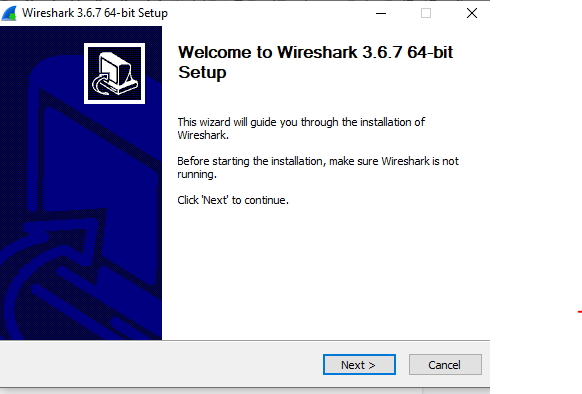 Wireshark 3.6.7 64-bit Setup
Welcome to Wireshark 3.6.7 64-bit
Setup
This wizard will guide you through the installation of
Wireshark.
Before starting the installation, make sure Wireshark is not
running.
Click 'Next' to continue.
Next >
Cancel